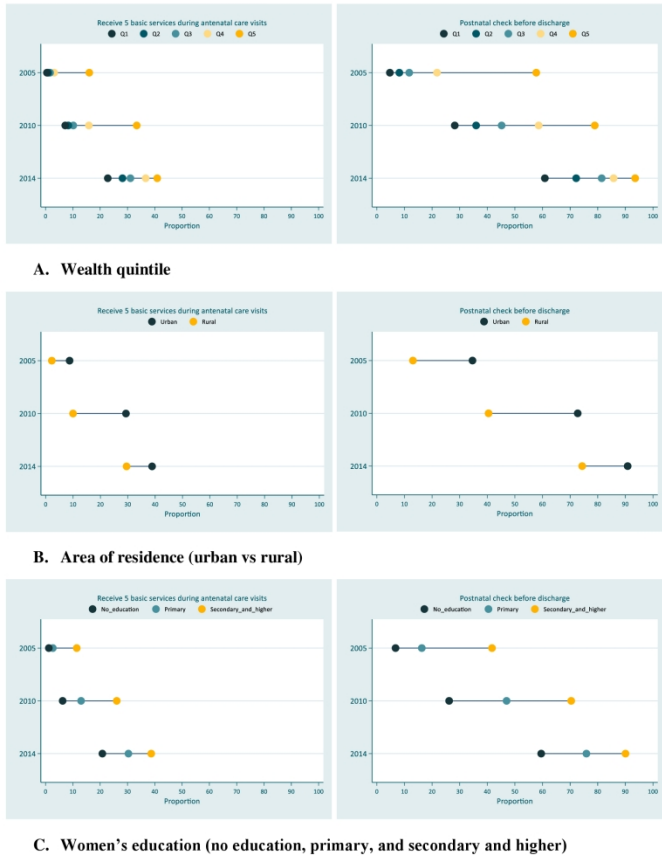 Receive 5 basic services during antenatal care visits
Q1 Q2 Q3 Q4 Q5
2005
2010
2014
0 10 20 30 40 50 60 70 80 90 100
Proportion
Postnatal check before discharge
Q1 Q2 Q3 Q4 Q5
2005
2010
2014
0 10 20 30 40 50 60 70 80 90 100
Proportion
A. Wealth quintile
Receive 5 basic services during antenatal care visits
Urban Rural
2005
2010
2014
0 10 20 30 40 50 60 70 80 90 100
Proportion
Postnatal check before discharge
Urban Rural
2005
2010
2014
0 10 20 30 40 50 60 70 80 90 100
Proportion
B. Area of residence (urban vs rural)
Receive 5 basic services during antenatal care visits
No_education Primary Secondary_and_higher
2005
2010
2014
0 10 20 30 40 50 60 70 80 90 100
Proportion
Postnatal check before discharge
No_education Primary Secondary_and_higher
2005
2010
2014
0 10 20 30 40 50 60 70 80 90 100
Proportion
C. Women’s education (no education, primary, and secondary and higher)